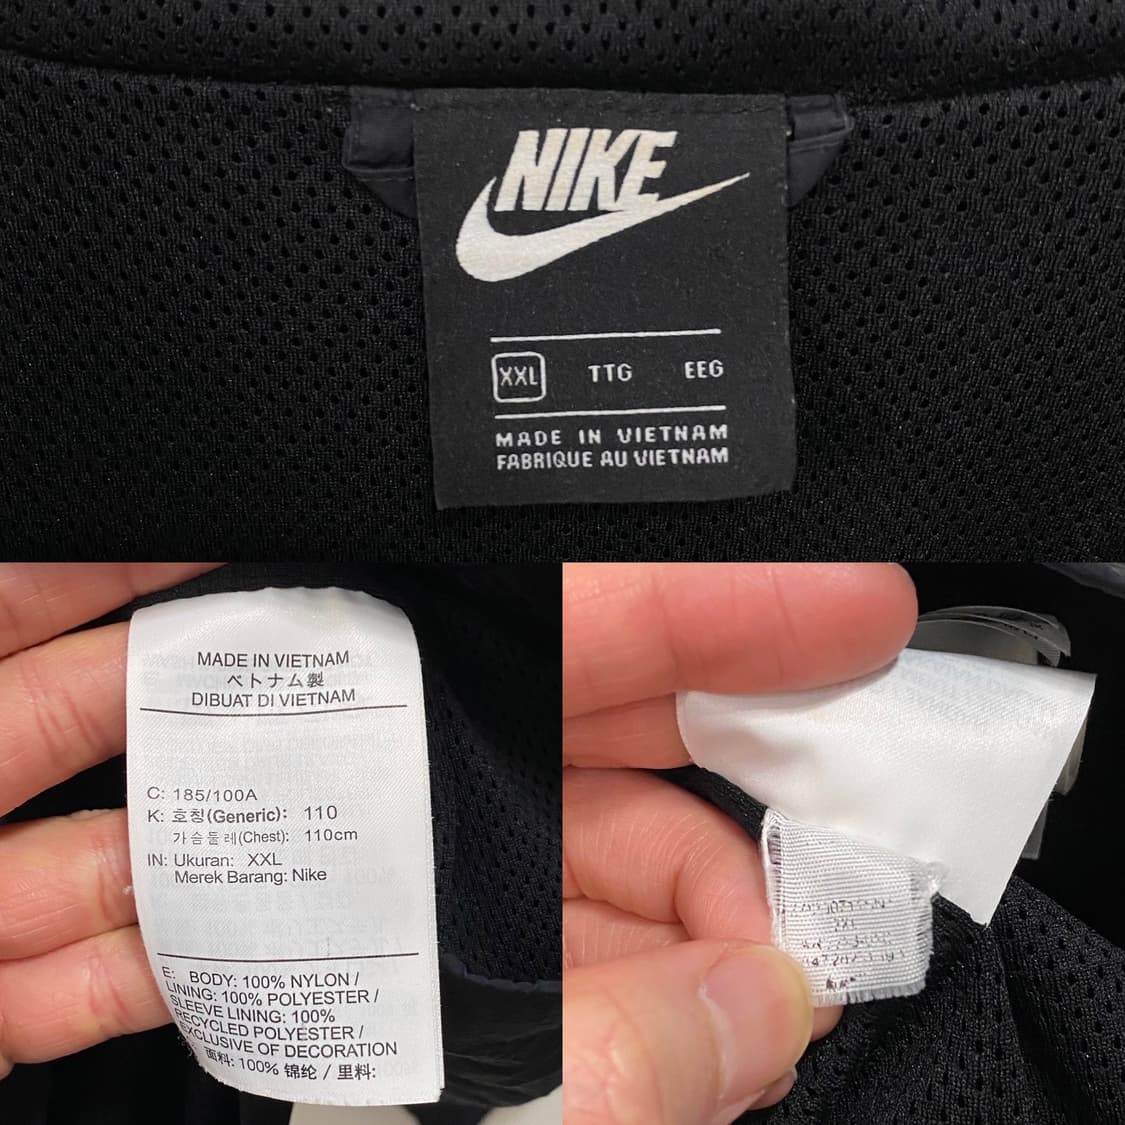 NIKE
XXL TTG EEG
MADE IN VIETNAM
FABRIQUE AU VIETNAM
MADE IN VIETNAM
ベトナム製
DIBUAT DI VIETNAM
C: 185/100A
K: 호칭(Generic): 110
가슴둘레(Chest): 110cm
IN: Ukuran: XXL
Merek Barang: Nike
E: BODY: 100% NYLON /
LINING: 100% POLYESTER /
SLEEVE LINING: 100%
RECYCLED POLYESTER /
EXCLUSIVE OF DECORATION
面料: 100% 锦纶 / 里料:
2XL